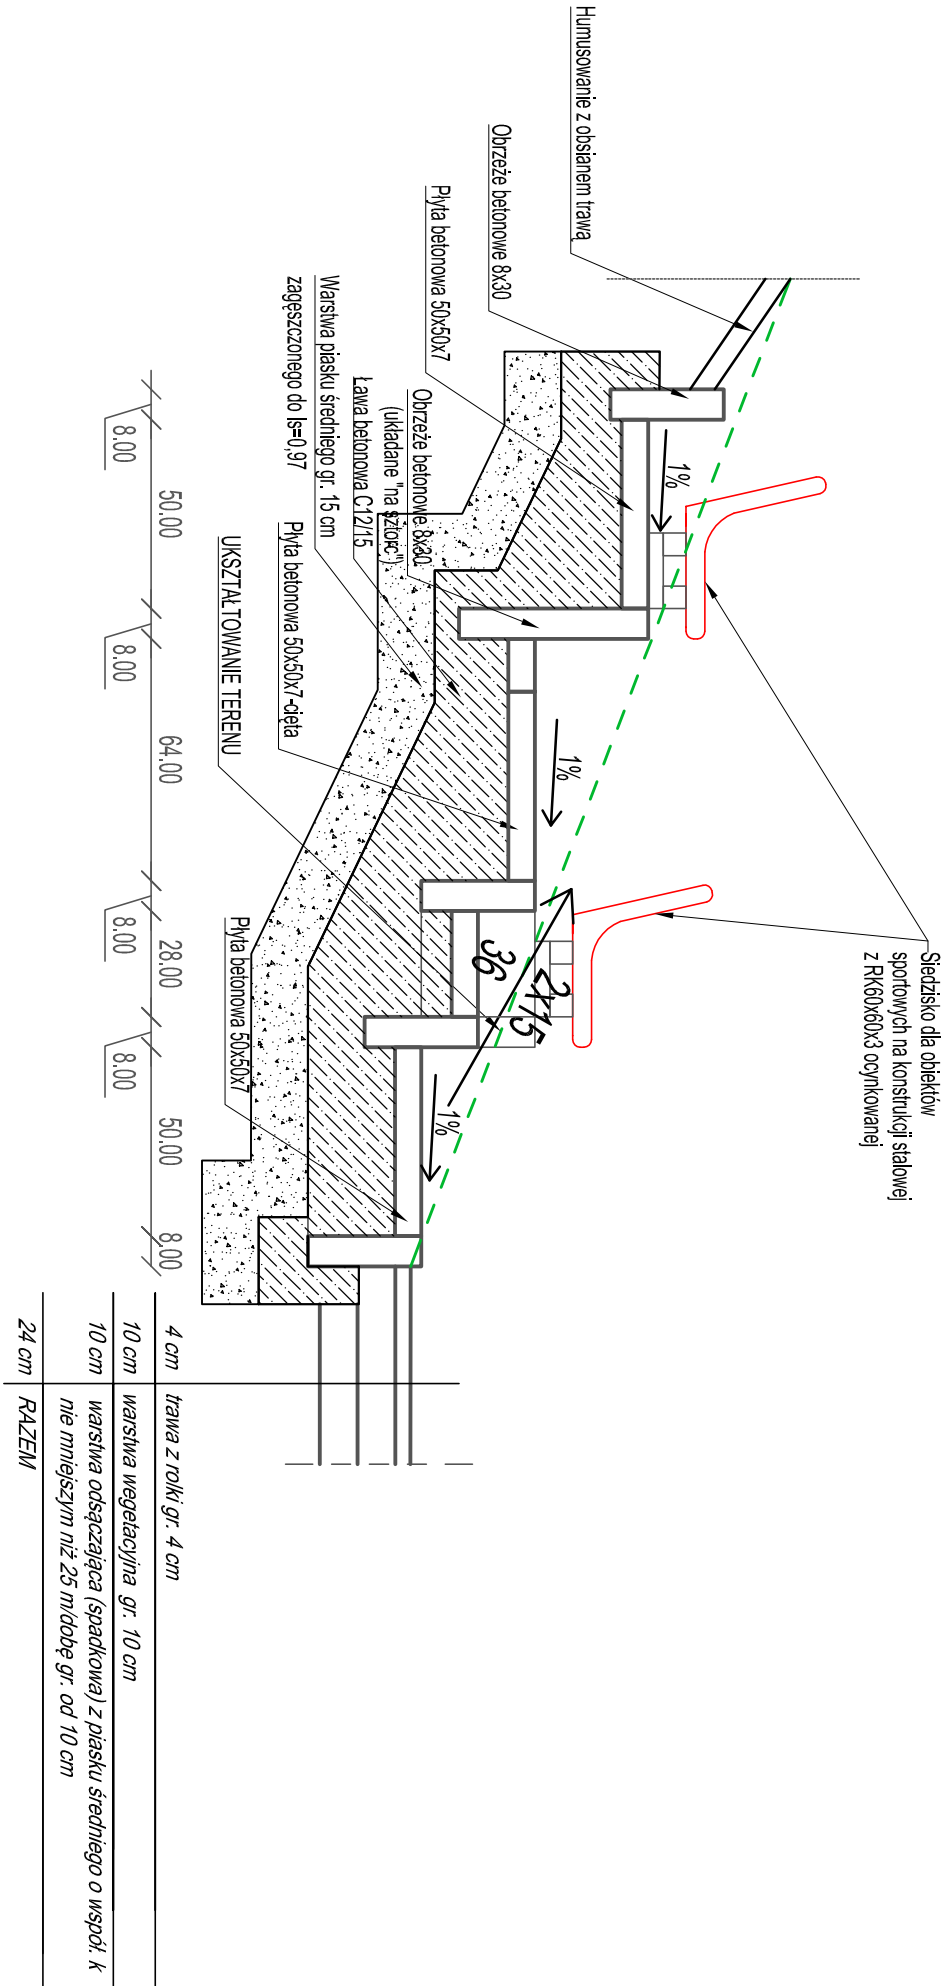 Humusowanie z obsianem trawą
Obrzeże betonowe 8x30
Płyta betonowa 50x50x7
Obrzeże betonowe 8x30
(układane "na sztorc")
Ława betonowa C12/15
Warstwa piasku średniego gr. 15 cm
zagęszczonego do Is=0,97
Płyta betonowa 50x50x7-cięta
UKSZTAŁTOWANIE TERENU
Płyta betonowa 50x50x7
Siedzisko dla obiektów
sportowych na konstrukcji stalowej
z RK60x60x3 ocynkowanej
1%
1%
2X15
36
1%
8.00
50.00
8.00
64.00
8.00
28.00
8.00
50.00
8.00
4 cm trawa z rolki gr. 4 cm
10 cm warstwa wegetacyjna gr. 10 cm
10 cm warstwa odsączająca (spadkowa) z piasku średniego o współ. k
nie mniejszym niż 25 m/dobę gr. od 10 cm
24 cm RAZEM